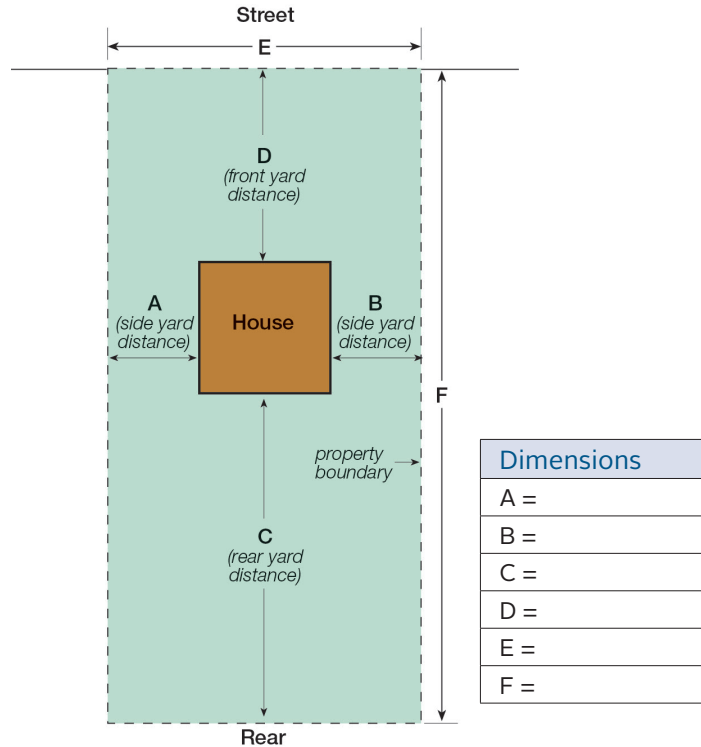 Street
E
D
(front yard
distance)
A
(side yard
distance)
House
B
(side yard
distance)
F
property
boundary
C
(rear yard
distance)
Rear
Dimensions
A =
B =
C =
D =
E =
F =